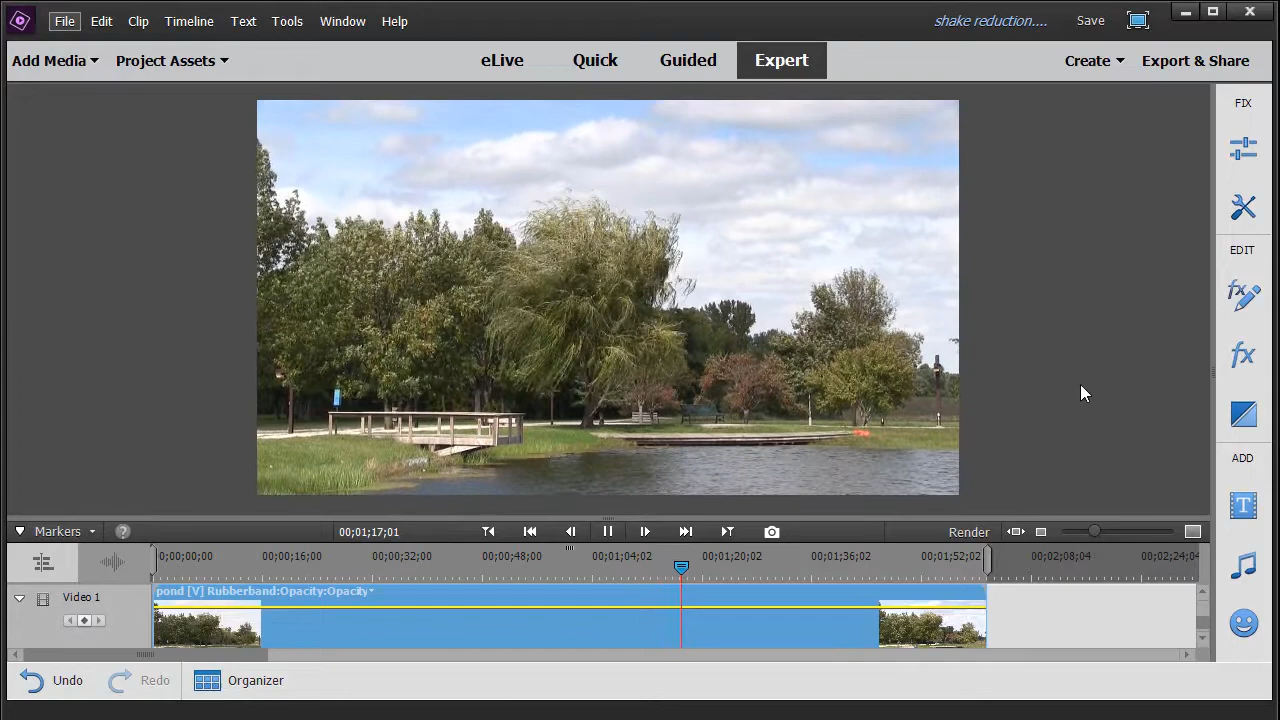 File Edit Clip Timeline Text Tools Window Help shake reduction.... Save
Add Media Project Assets eLive Quick Guided Expert Create Export & Share
FIX
EDIT
fx
fx
ADD
T
Markers ? 00;01;17;01 Render
0;00;00;00 00;00;16;00 00;00;32;00 00;00;48;00 00;01;04;02 00;01;20;02 00;01;36;02 00;01;52;02 00;02;08;04 00;02;24;04
pond [V] Rubberband:Opacity:Opacity
Video 1
Undo Redo Organizer